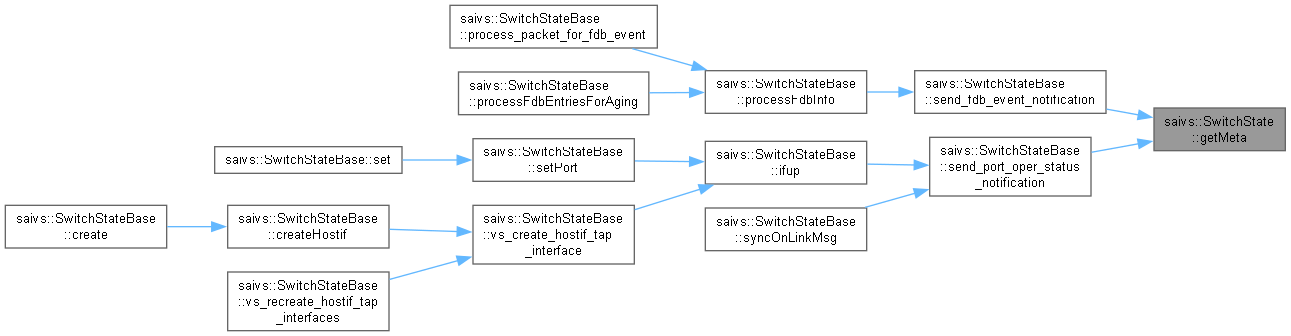 saivs::SwitchStateBase
::process_packet_for_fdb_event
saivs::SwitchStateBase
::processFdbEntriesForAging
saivs::SwitchStateBase
::processFdbInfo
saivs::SwitchStateBase
::send_fdb_event_notification
saivs::SwitchState
::getMeta
saivs::SwitchStateBase::set
saivs::SwitchStateBase
::setPort
saivs::SwitchStateBase
::ifup
saivs::SwitchStateBase
::send_port_oper_status
_notification
saivs::SwitchStateBase
::create
saivs::SwitchStateBase
::createHostif
saivs::SwitchStateBase
::vs_create_hostif_tap
_interface
saivs::SwitchStateBase
::syncOnLinkMsg
saivs::SwitchStateBase
::vs_recreate_hostif_tap
_interfaces